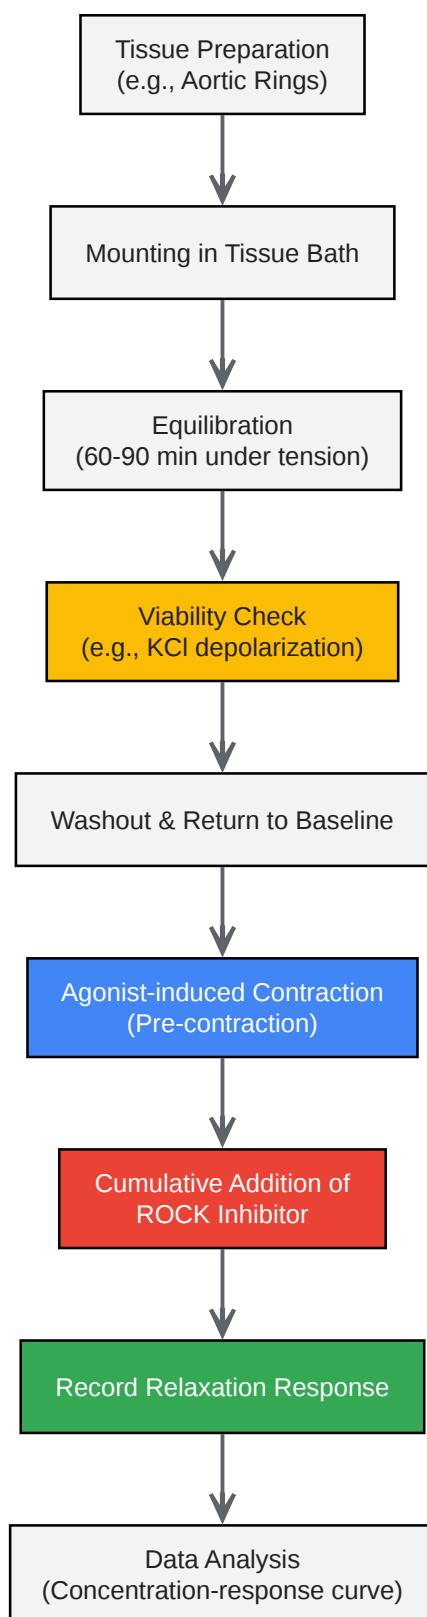 Tissue Preparation
(e.g., Aortic Rings)
Mounting in Tissue Bath
Equilibration
(60-90 min under tension)
Viability Check
(e.g., KCl depolarization)
Washout & Return to Baseline
Agonist-induced Contraction
(Pre-contraction)
Cumulative Addition of
ROCK Inhibitor
Record Relaxation Response
Data Analysis
(Concentration-response curve)